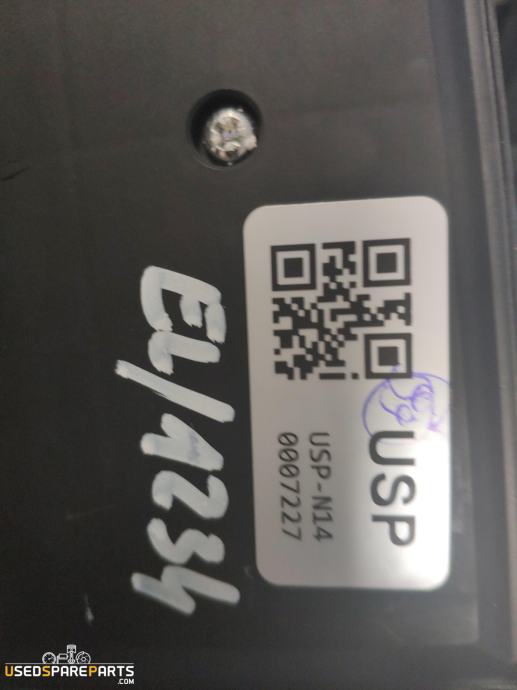 EL/1234
USP
USP-N14
0007227
USEDSPAREPARTS
.COM